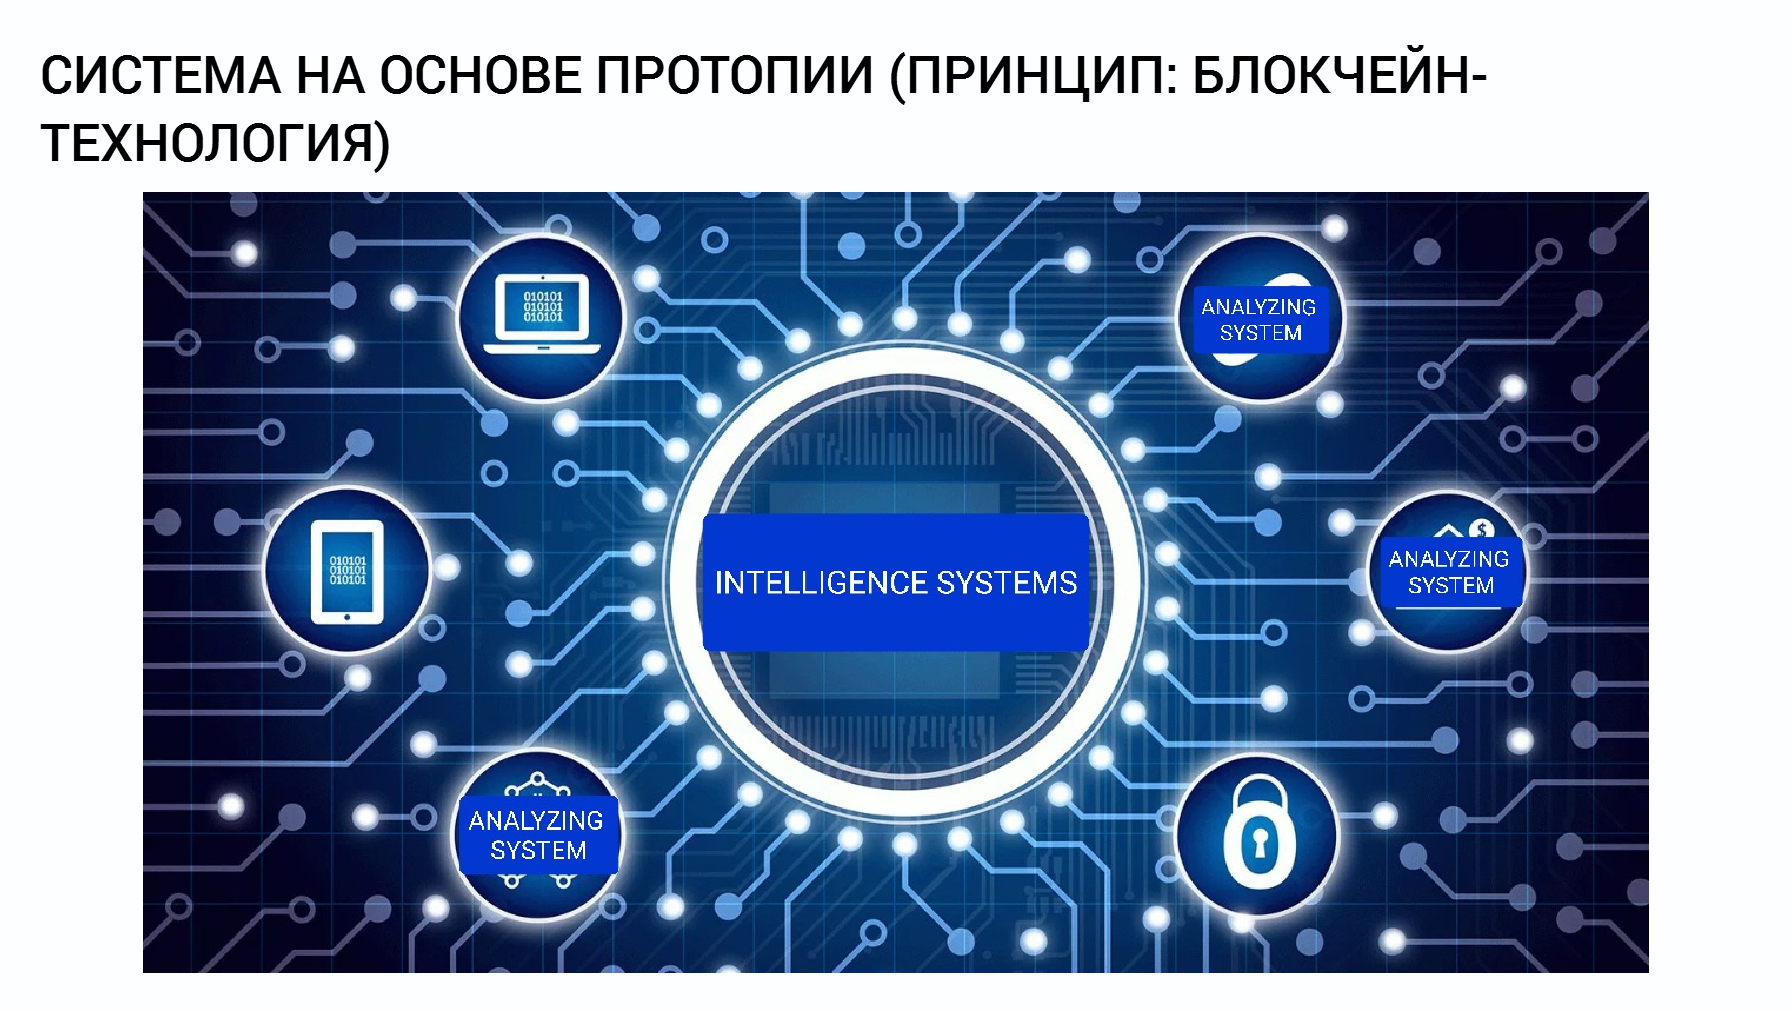 СИСТЕМА НА ОСНОВЕ ПРОТОПИИ (ПРИНЦИП: БЛОКЧЕЙН-
ТЕХНОЛОГИЯ)
010101
010101
010101
ANALYZING
SYSTEM
010101
010101
010101
INTELLIGENCE SYSTEMS
$
ANALYZING
SYSTEM
ANALYZING
SYSTEM